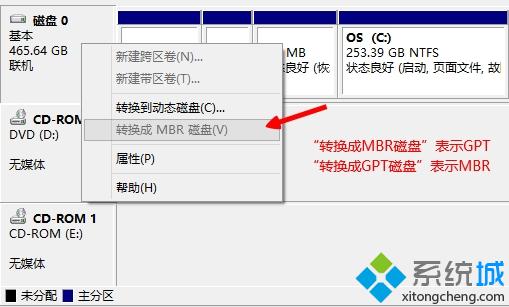 磁盘 0
基本
465.64 GB
联机
新建跨区卷(N)...
新建带区卷(T)...
转换到动态磁盘(C)...
转换成 MBR 磁盘(V)
属性(P)
帮助(H)
MB
状态良好 (恢
OS (C:)
253.39 GB NTFS
状态良好 (启动, 页面文件, 故
CD-ROM
DVD (D:)
无媒体
“转换成MBR磁盘”表示GPT
“转换成GPT磁盘”表示MBR
CD-ROM 1
CD-ROM (E:)
无媒体
未分配 主分区
系统城
xitongcheng.com